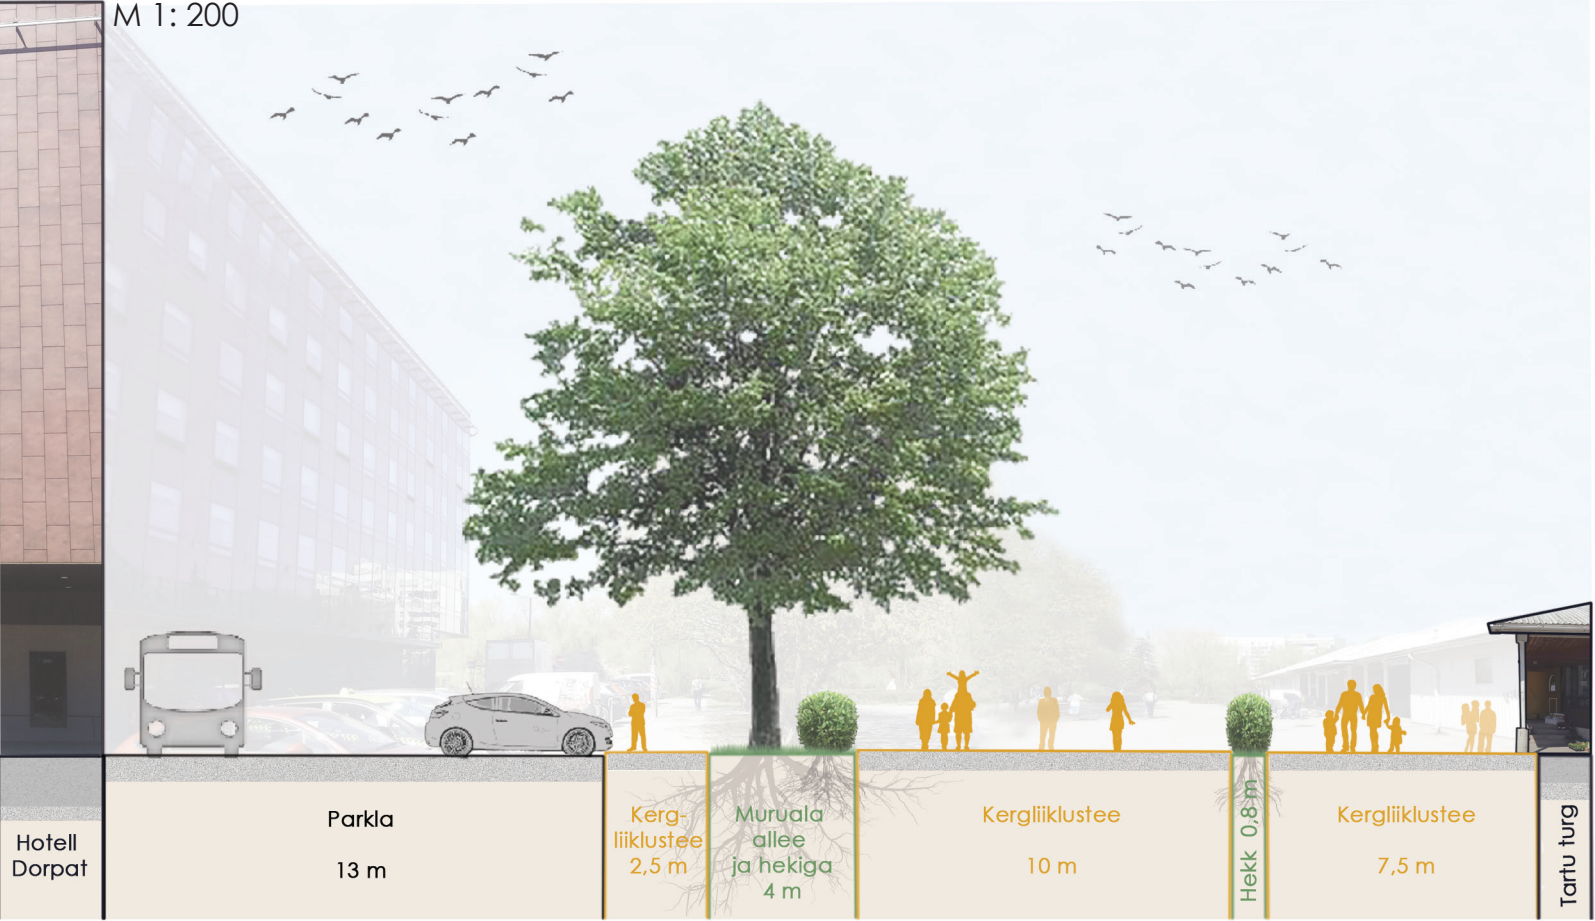 M 1: 200
Hotell
Dorpat
Parkla
13 m
Kerg-
liiklustee
2,5 m
Muruala
allee
ja hekiga
4 m
Kergliiklustee
10 m
Hekk 0,8 m
Kergliiklustee
7,5 m
Tartu turg